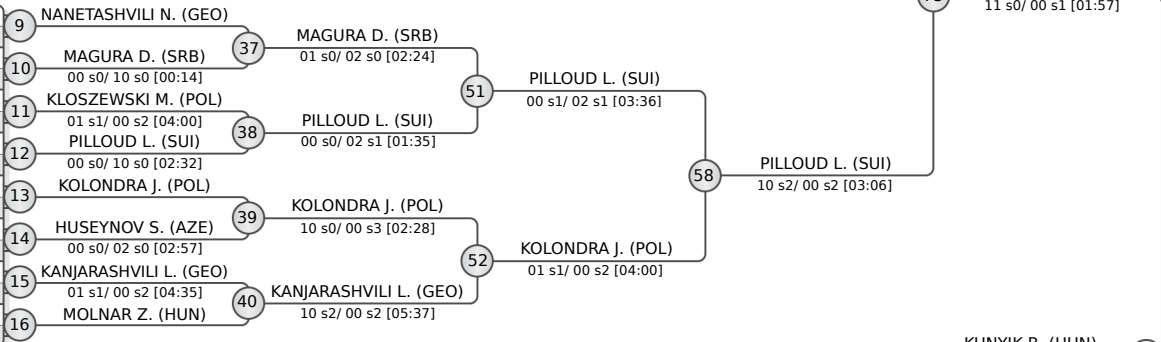 11 s0/ 00 s1 [01:57]
9
NANETASHVILI N. (GEO)
37
MAGURA D. (SRB)
01 s0/ 02 s0 [02:24]
10
MAGURA D. (SRB)
00 s0/ 10 s0 [00:14]
51
PILLOUD L. (SUI)
00 s1/ 02 s1 [03:36]
11
KLOSZEWSKI M. (POL)
01 s1/ 00 s2 [04:00]
38
PILLOUD L. (SUI)
00 s0/ 02 s1 [01:35]
12
PILLOUD L. (SUI)
00 s0/ 10 s0 [02:32]
58
PILLOUD L. (SUI)
10 s2/ 00 s2 [03:06]
13
KOLONDRA J. (POL)
39
KOLONDRA J. (POL)
10 s0/ 00 s3 [02:28]
14
HUSEYNOV S. (AZE)
00 s0/ 02 s0 [02:57]
52
KOLONDRA J. (POL)
01 s1/ 00 s2 [04:00]
15
KANJARASHVILI L. (GEO)
01 s1/ 00 s2 [04:35]
40
KANJARASHVILI L. (GEO)
10 s2/ 00 s2 [05:37]
16
MOLNAR Z. (HUN)